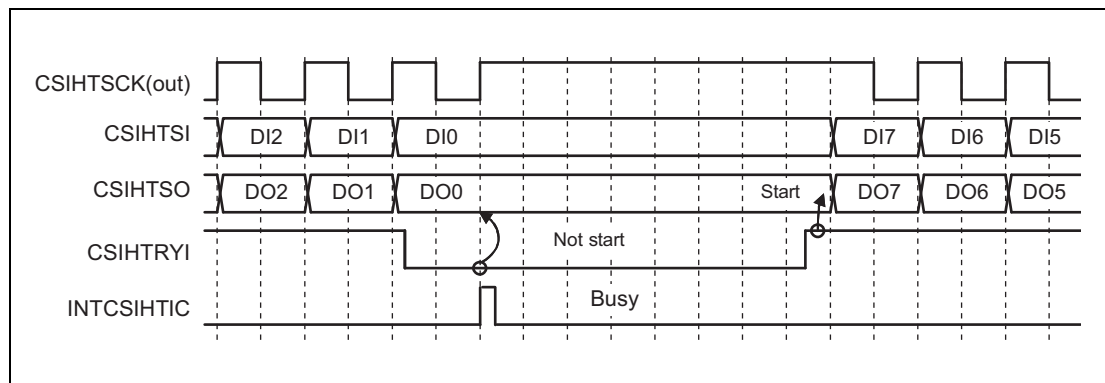 CSIHTSCK(out)
CSIHTSI DI2 DI1 DI0 DI7 DI6 DI5
CSIHTSO DO2 DO1 DO0 Start DO7 DO6 DO5
CSIHTRYI Not start
INTCSIHTIC Busy